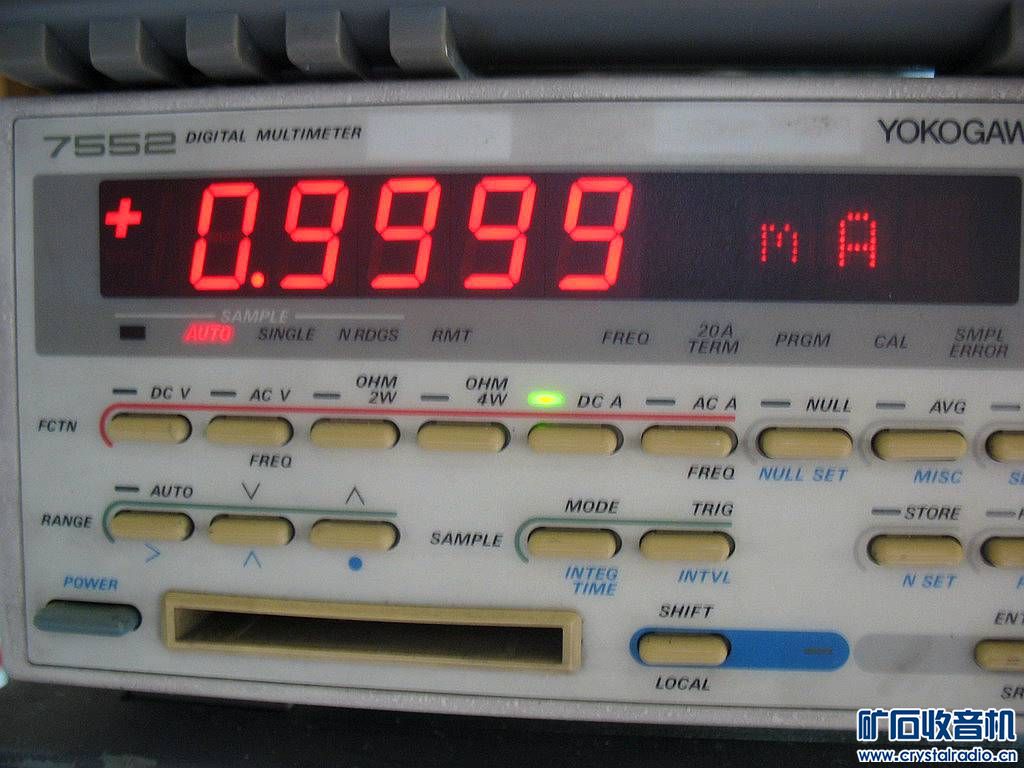 7552 DIGITAL MULTIMETER YOKOGAW
+0.9999 mA
SAMPLE
AUTO SINGLE N RDGS RMT FREQ 20A TERM PRGM CAL SMPL ERROR
DC V AC V OHM 2W OHM 4W DC A AC A NULL AVG
FCTN
FREQ FREQ NULL SET MISC
AUTO MODE TRIG STORE
RANGE SAMPLE
INTEG TIME INTVL N SET
POWER
SHIFT ENT
LOCAL SR
矿石收音机
www.crystalradio.cn